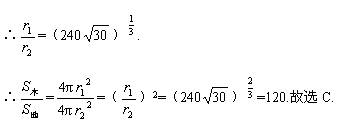 ∴ r₁/r₂ =（240√30）^(1/3).
∴ S木/S地 = 4πr₁²/4πr₂² =（r₁/r₂）² =（240√30）^(2/3) =120.故选 C.